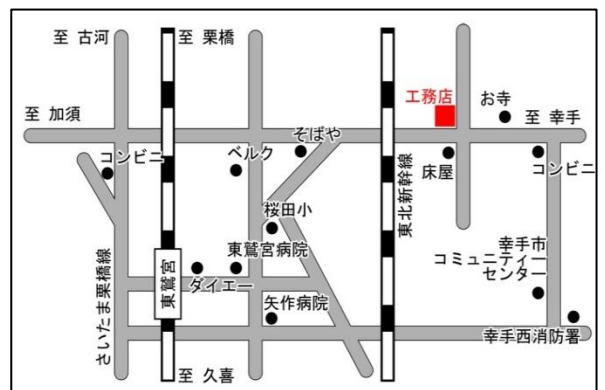 至 古河
至 栗橋
工務店
お寺
至 加須
至 幸手
そばや
コンビニ
ベルク
床屋
コンビニ
東北新幹線
桜田小
東鷲宮病院
幸手市
コミュニティー
センター
さいたま栗橋線
東鷲宮
ダイエー
矢作病院
幸手西消防署
至 久喜